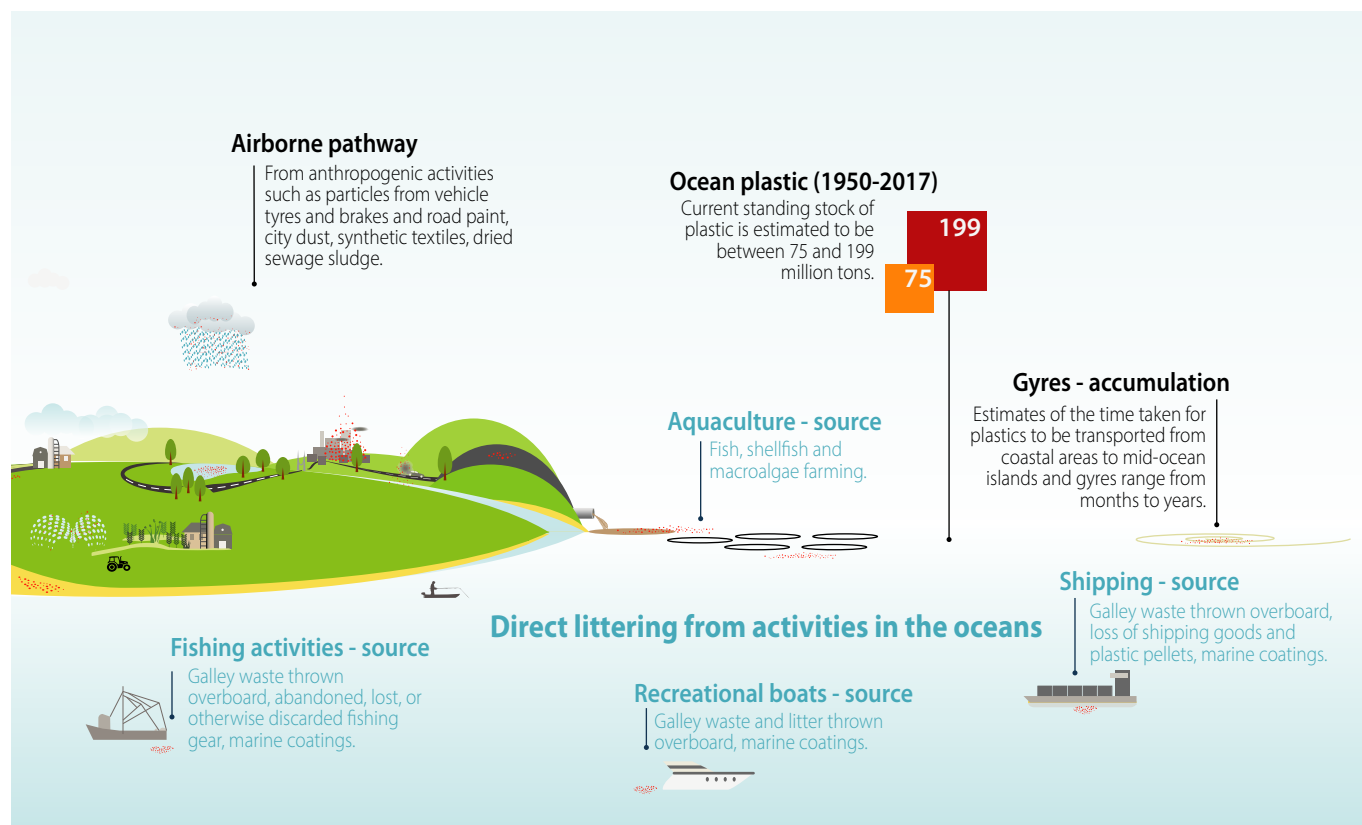 Airborne pathway
From anthropogenic activities
such as particles from vehicle
tyres and brakes and road paint,
city dust, synthetic textiles, dried
sewage sludge.
Ocean plastic (1950-2017)
Current standing stock of
plastic is estimated to be
between 75 and 199
million tons.
199
75
Gyres - accumulation
Estimates of the time taken for
plastics to be transported from
coastal areas to mid-ocean
islands and gyres range from
months to years.
Aquaculture - source
Fish, shellfish and
macroalgae farming.
Direct littering from activities in the oceans
Shipping - source
Galley waste thrown overboard,
loss of shipping goods and
plastic pellets, marine coatings.
Fishing activities - source
Galley waste thrown
overboard, abandoned, lost, or
otherwise discarded fishing
gear, marine coatings.
Recreational boats - source
Galley waste and litter thrown
overboard, marine coatings.